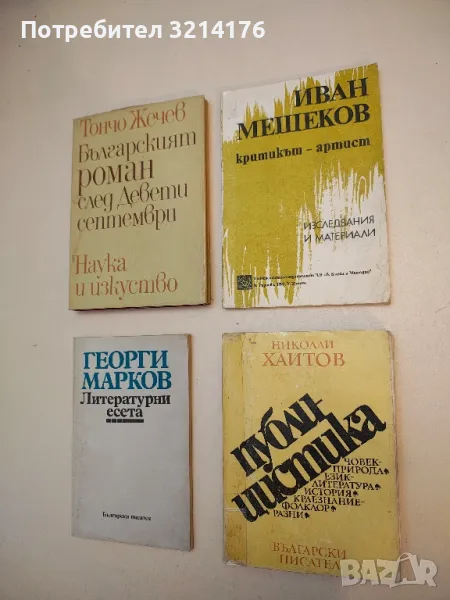 Потребител 3214176
Тончо Жечев
Българският
роман
след Девети
септември
Наука
и изкуство
ИВАН
МЕШЕКОВ
критикът – артист
ИЗСЛЕДВАНИЯ
И МАТЕРИАЛИ
ГЕОРГИ
МАРКОВ
Литературни
есета
Български писател
НИКОЛАЙ
ХАЙТОВ
публи-
цистика
ЧОВЕК-
ПРИРОДА
ЕЗИК-
ЛИТЕРАТУРА
ИСТОРИЯ
КРАЕЗНАНИЕ-
ФОЛКЛОР
РАЗНИ
БЪЛГАРСКИ
ПИСАТЕЛ
bazar